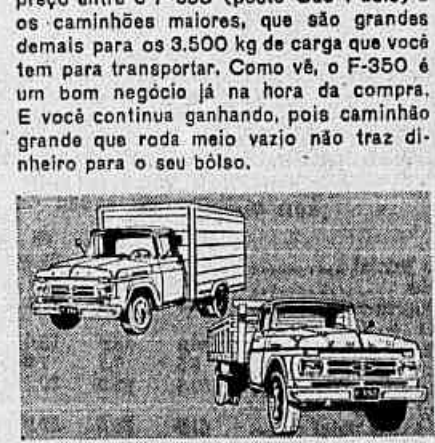 os caminhões maiores, que são grandes
demais para os 3.500 kg de carga que você
tem para transportar. Como vê, o F-350 é
um bom negócio já na hora da compra.
E você continua ganhando, pois caminhão
grande que roda meio vazio não traz di-
nheiro para o seu bôlso.